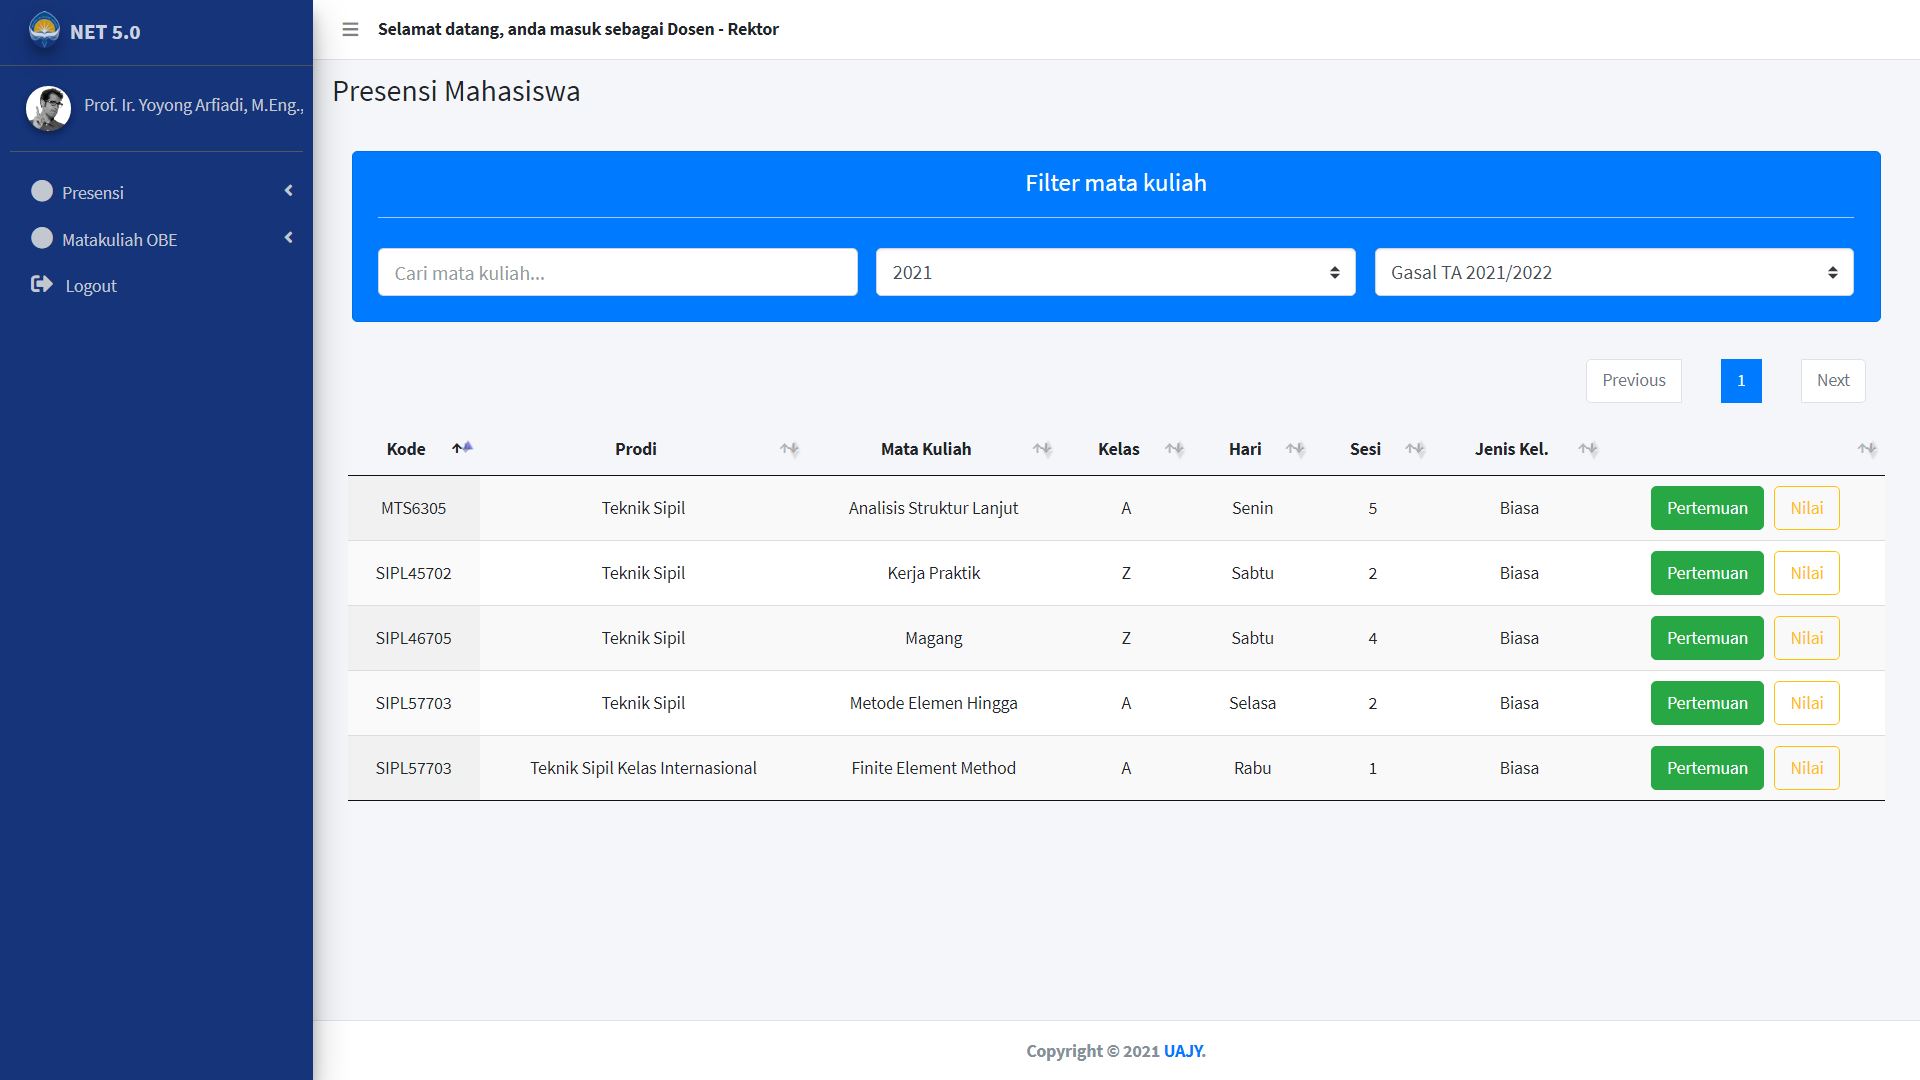 NET 5.0
Prof. Ir. Yoyong Arfiadi, M.Eng.,
Presensi
Matakuliah OBE
Logout
Selamat datang, anda masuk sebagai Dosen - Rektor
Presensi Mahasiswa
Filter mata kuliah
Cari mata kuliah... 2021 Gasal TA 2021/2022
Previous 1 Next
Kode Prodi Mata Kuliah Kelas Hari Sesi Jenis Kel.
MTS6305 Teknik Sipil Analisis Struktur Lanjut A Senin 5 Biasa Pertemuan Nilai
SIPL45702 Teknik Sipil Kerja Praktik Z Sabtu 2 Biasa Pertemuan Nilai
SIPL46705 Teknik Sipil Magang Z Sabtu 4 Biasa Pertemuan Nilai
SIPL57703 Teknik Sipil Metode Elemen Hingga A Selasa 2 Biasa Pertemuan Nilai
SIPL57703 Teknik Sipil Kelas Internasional Finite Element Method A Rabu 1 Biasa Pertemuan Nilai
Copyright © 2021 UAJY.